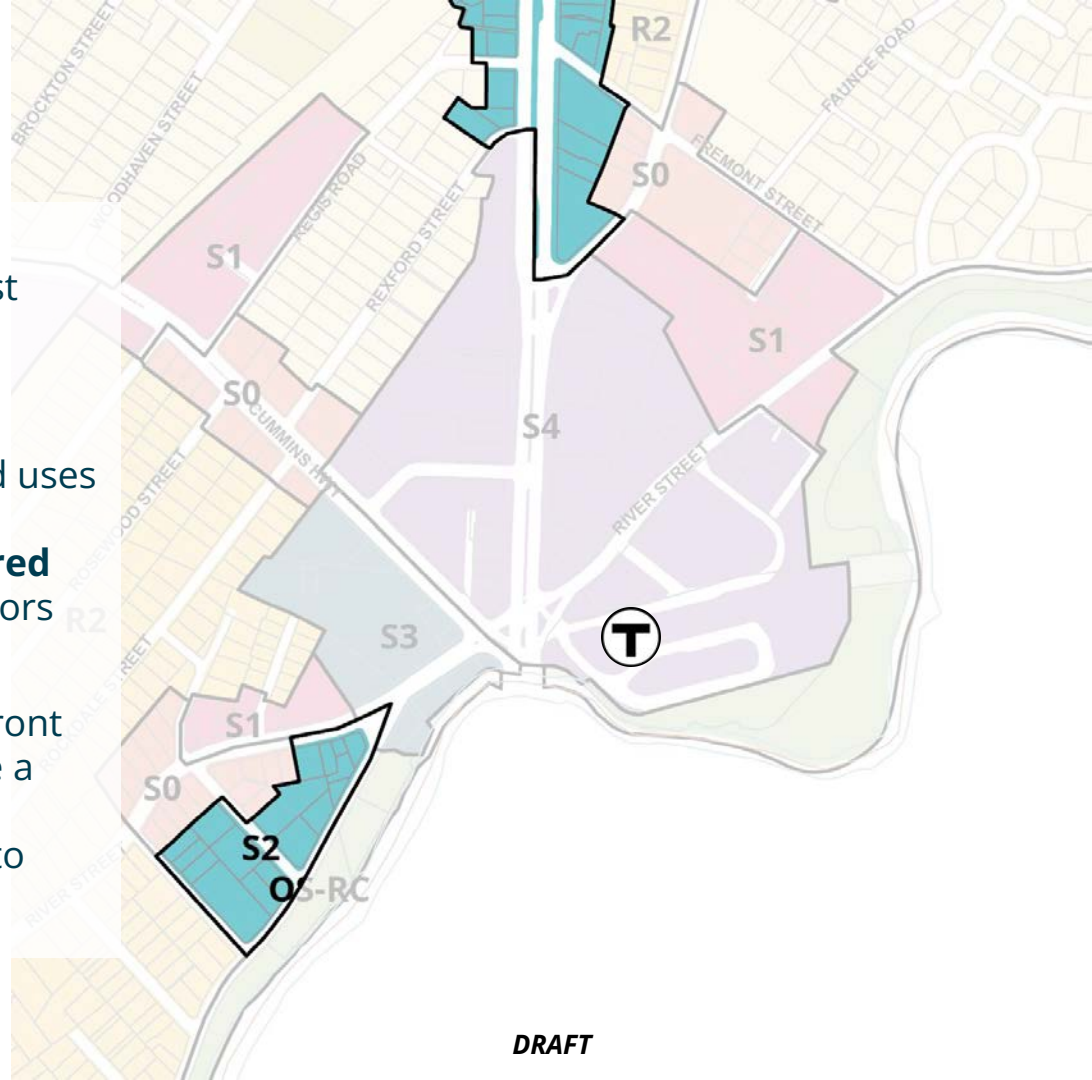 R2
BROCKTON STREET
WOODHAVEN STREET
FAUNCE ROAD
FREMONT STREET
S0
REGIS ROAD
REXFORD STREET
S1
st
S1
S0
CUMMINS HWY
S4
d uses
RIVER STREET
ROSEWOOD STREET
red
ors
R2
S3
T
ront
S1
e a
S0
S2
to
OS-RC
RIVER STREET
DRAFT